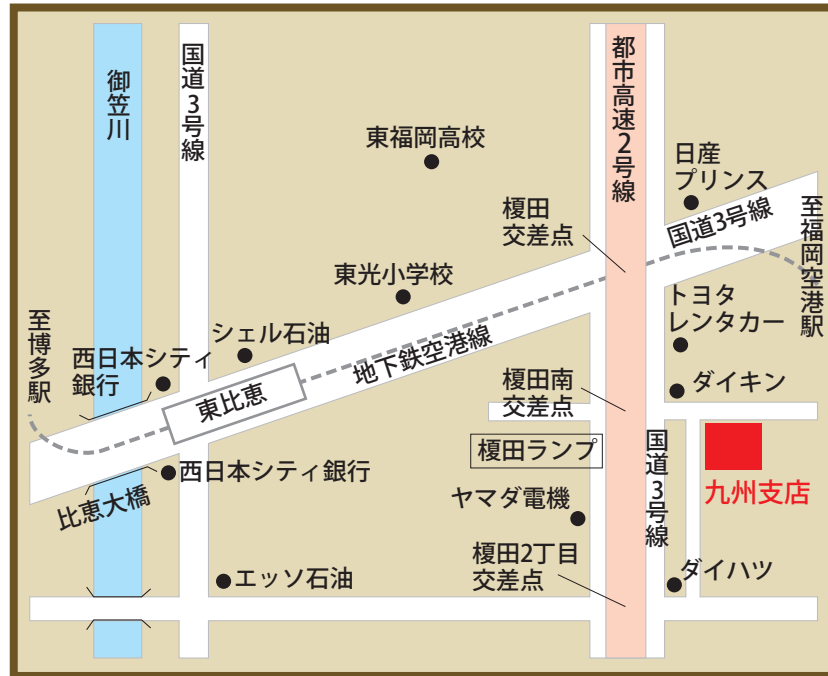 御笠川
国道3号線
都市高速2号線
東福岡高校
日産
プリンス
榎田
交差点
国道3号線
至福岡空港駅
東光小学校
トヨタ
レンタカー
シェル石油
地下鉄空港線
至博多駅
西日本シティ
銀行
東比恵
榎田南
交差点
ダイキン
国道3号線
榎田ランプ
九州支店
西日本シティ銀行
比恵大橋
ヤマダ電機
榎田2丁目
交差点
エッソ石油
ダイハツ